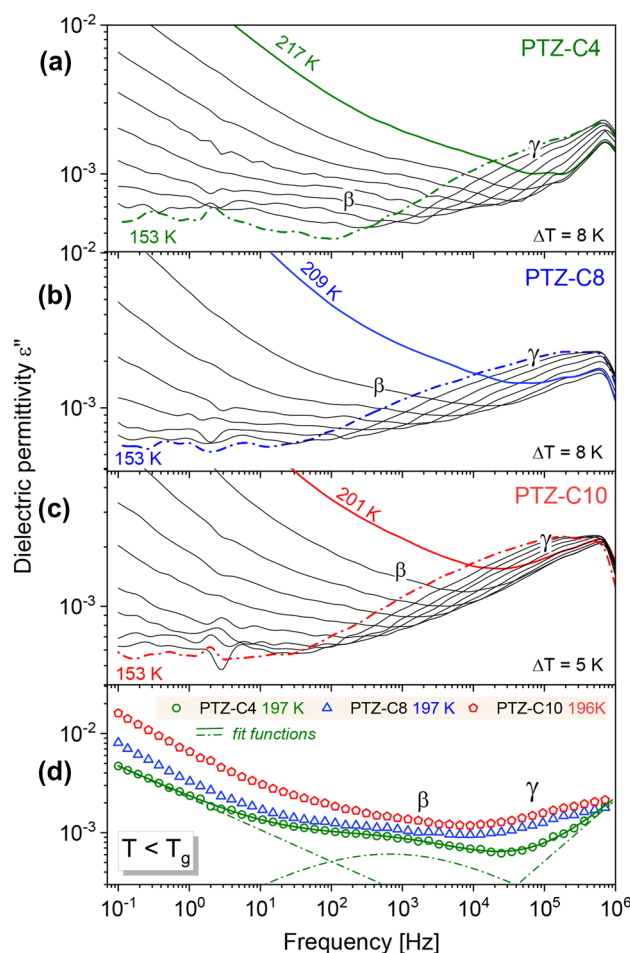 10⁻²
(a)
217 K
PTZ-C4
10⁻³
γ
β
153 K
ΔT = 8 K
10⁻²
(b)
209 K
PTZ-C8
γ
β
10⁻³
153 K
ΔT = 8 K
Dielectric permittivity ε"
(c)
201 K
PTZ-C10
γ
β
10⁻³
153 K
ΔT = 5 K
(d)
PTZ-C4 197 K PTZ-C8 197 K PTZ-C10 196K
10⁻²
fit functions
β
γ
10⁻³
T < Tg
10⁻¹ 10⁰ 10¹ 10² 10³ 10⁴ 10⁵ 10⁶
Frequency [Hz]